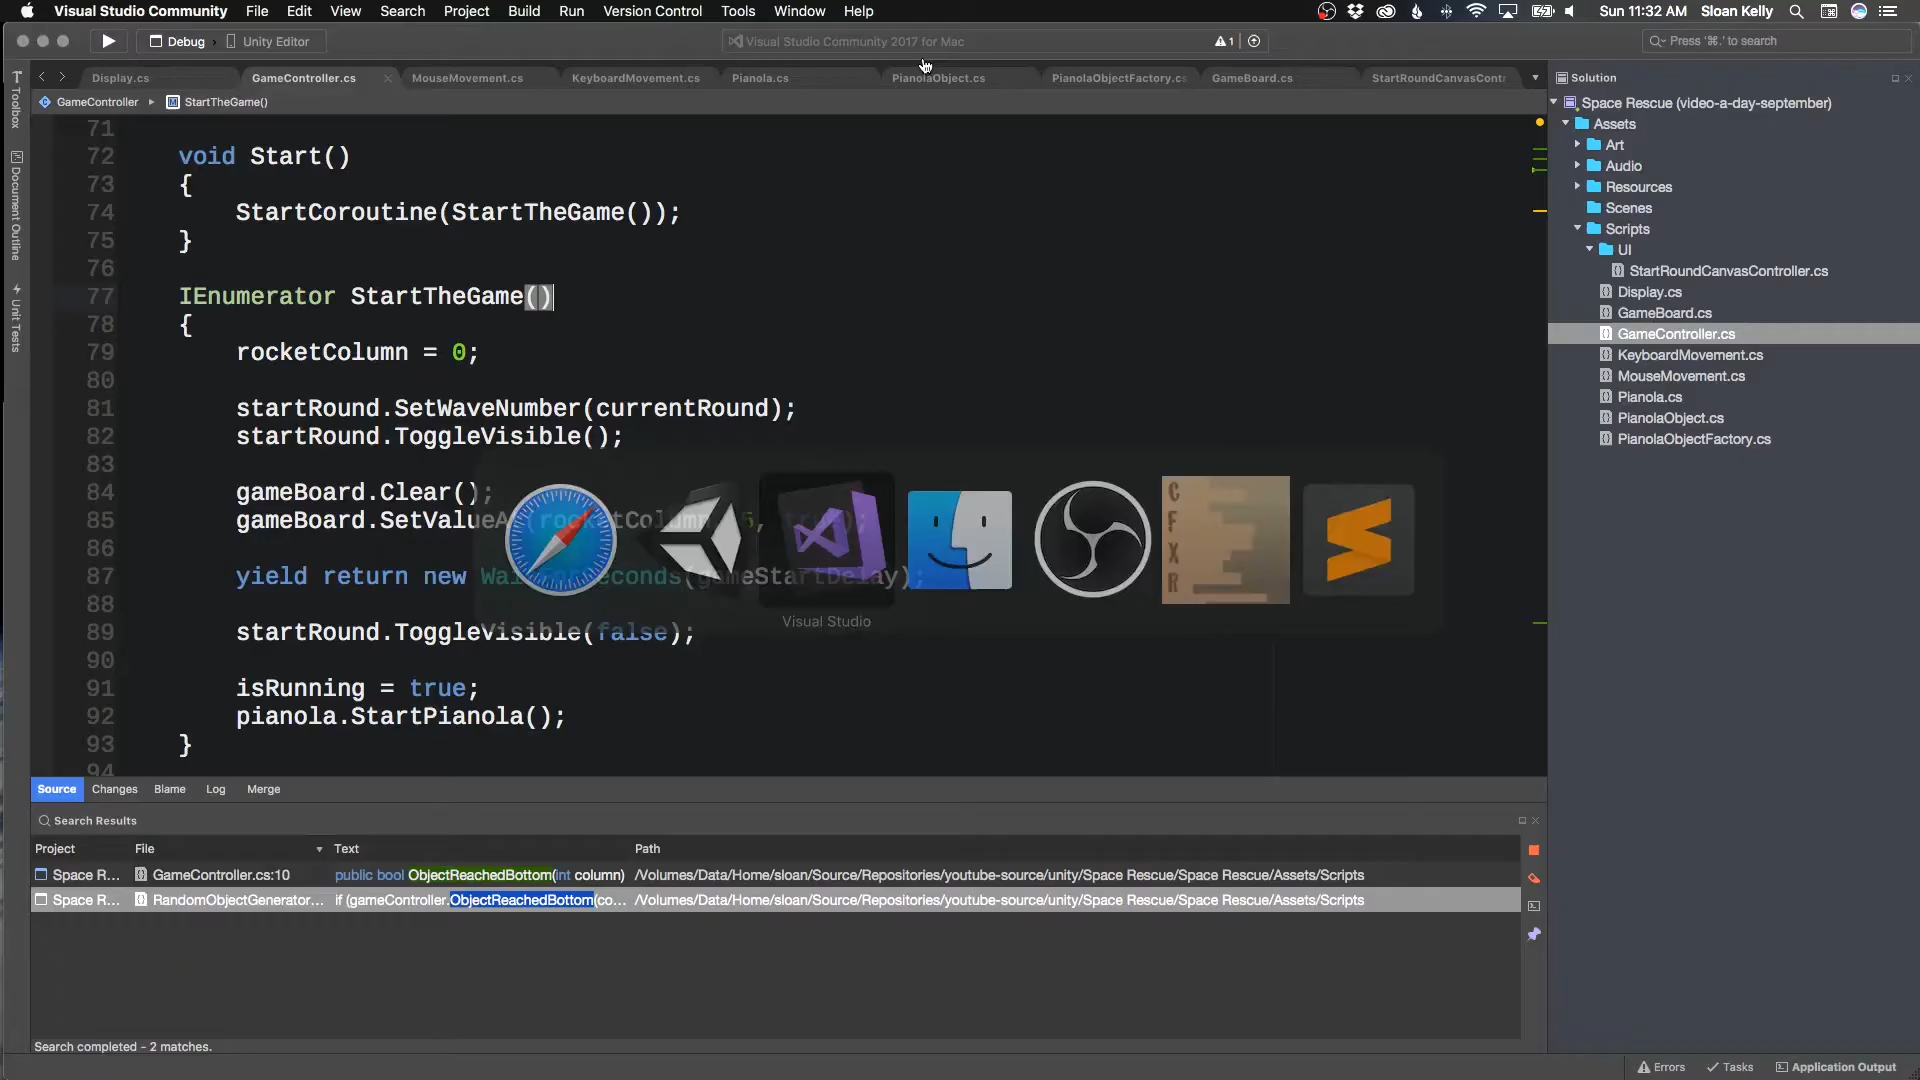 Visual Studio Community File Edit View Search Project Build Run Version Control Tools Window Help Sun 11:32 AM Sloan Kelly
Debug Unity Editor Visual Studio Community 2017 for Mac 1 Press '⌘.' to search
Display.cs GameController.cs MouseMovement.cs KeyboardMovement.cs Pianola.cs PianolaObject.cs PianolaObjectFactory.cs GameBoard.cs StartRoundCanvasContr
GameController StartTheGame()
Toolbox
Document Outline
Unit Tests
71
72 void Start()
73 {
74 StartCoroutine(StartTheGame());
75 }
76
77 IEnumerator StartTheGame()
78 {
79 rocketColumn = 0;
80
81 startRound.SetWaveNumber(currentRound);
82 startRound.ToggleVisible();
83
84 gameBoard.Clear();
85 gameBoard.SetValueAt(rocketColumn, 5, true);
86
87 yield return new WaitForSeconds(gameStartDelay);
88
89 startRound.ToggleVisible(false);
90
91 isRunning = true;
92 pianola.StartPianola();
93 }
94
C
F
X
R
Visual Studio
Solution
Space Rescue (video-a-day-september)
Assets
Art
Audio
Resources
Scenes
Scripts
UI
StartRoundCanvasController.cs
Display.cs
GameBoard.cs
GameController.cs
KeyboardMovement.cs
MouseMovement.cs
Pianola.cs
PianolaObject.cs
PianolaObjectFactory.cs
Source Changes Blame Log Merge
Search Results
Project File Text Path
Space R... GameController.cs:10 public bool ObjectReachedBottom(int column) /Volumes/Data/Home/sloan/Source/Repositories/youtube-source/unity/Space Rescue/Space Rescue/Assets/Scripts
Space R... RandomObjectGenerator... if (gameController.ObjectReachedBottom(co... /Volumes/Data/Home/sloan/Source/Repositories/youtube-source/unity/Space Rescue/Space Rescue/Assets/Scripts
Search completed - 2 matches.
Errors Tasks Application Output